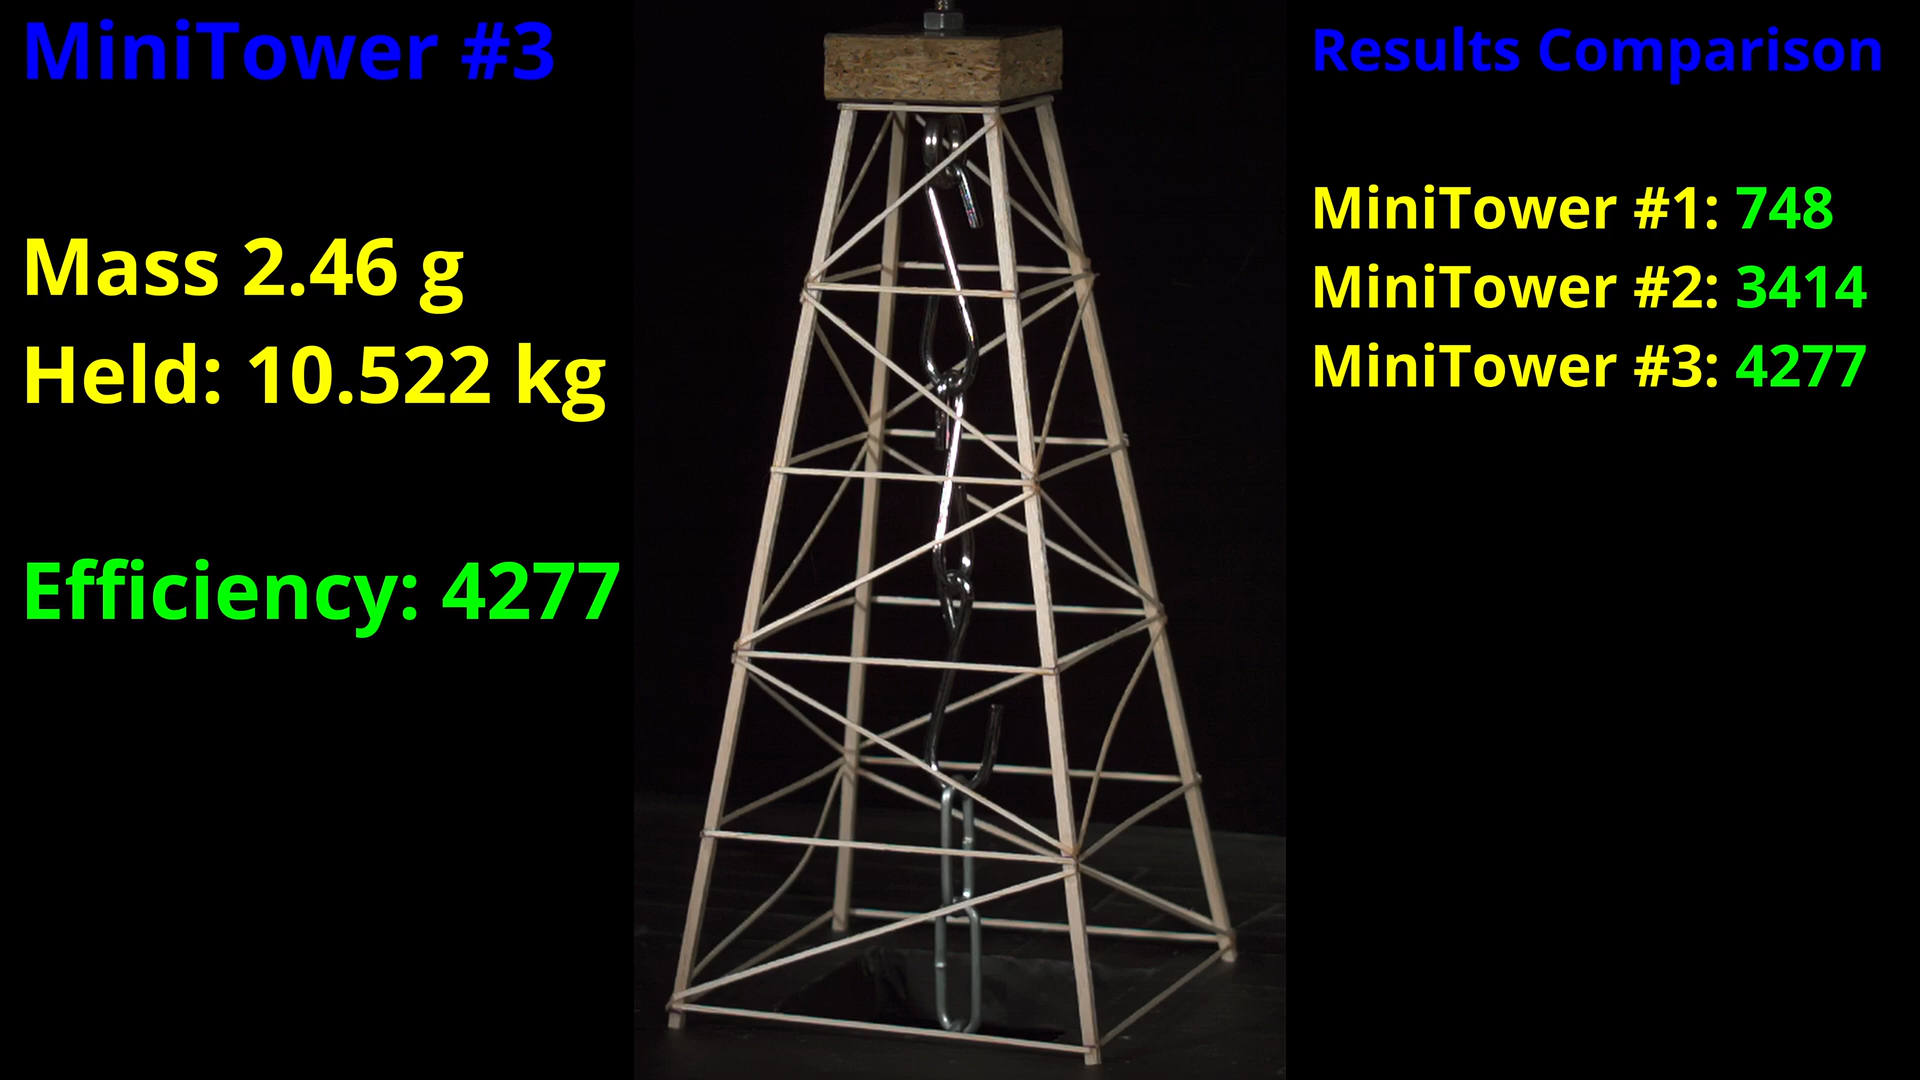 MiniTower #3
Mass 2.46 g
Held: 10.522 kg
Efficiency: 4277
Results Comparison
MiniTower #1: 748
MiniTower #2: 3414
MiniTower #3: 4277